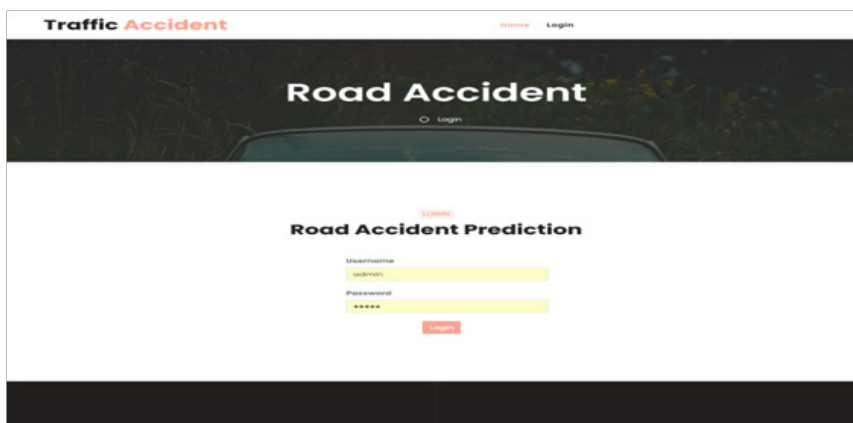 Traffic Accident
Home Login
Road Accident
Login
LOGIN
Road Accident Prediction
Username
admin
Password
•••••
Login